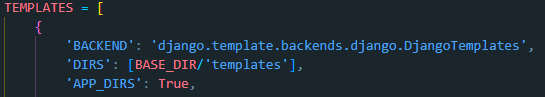 TEMPLATES = [
    {
        'BACKEND': 'django.template.backends.django.DjangoTemplates',
        'DIRS': [BASE_DIR/'templates'],
        'APP_DIRS': True,